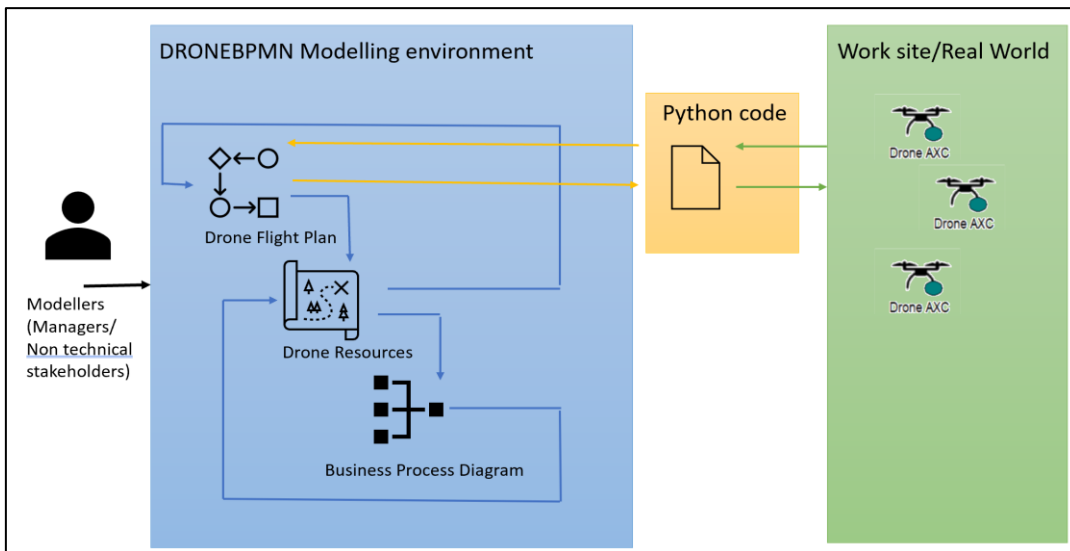 DRONEBPMN Modelling environment
Work site/Real World
Python code
Drone AXC
Drone AXC
Drone AXC
Drone Flight Plan
Modellers
(Managers/
Non technical
stakeholders)
Drone Resources
Business Process Diagram